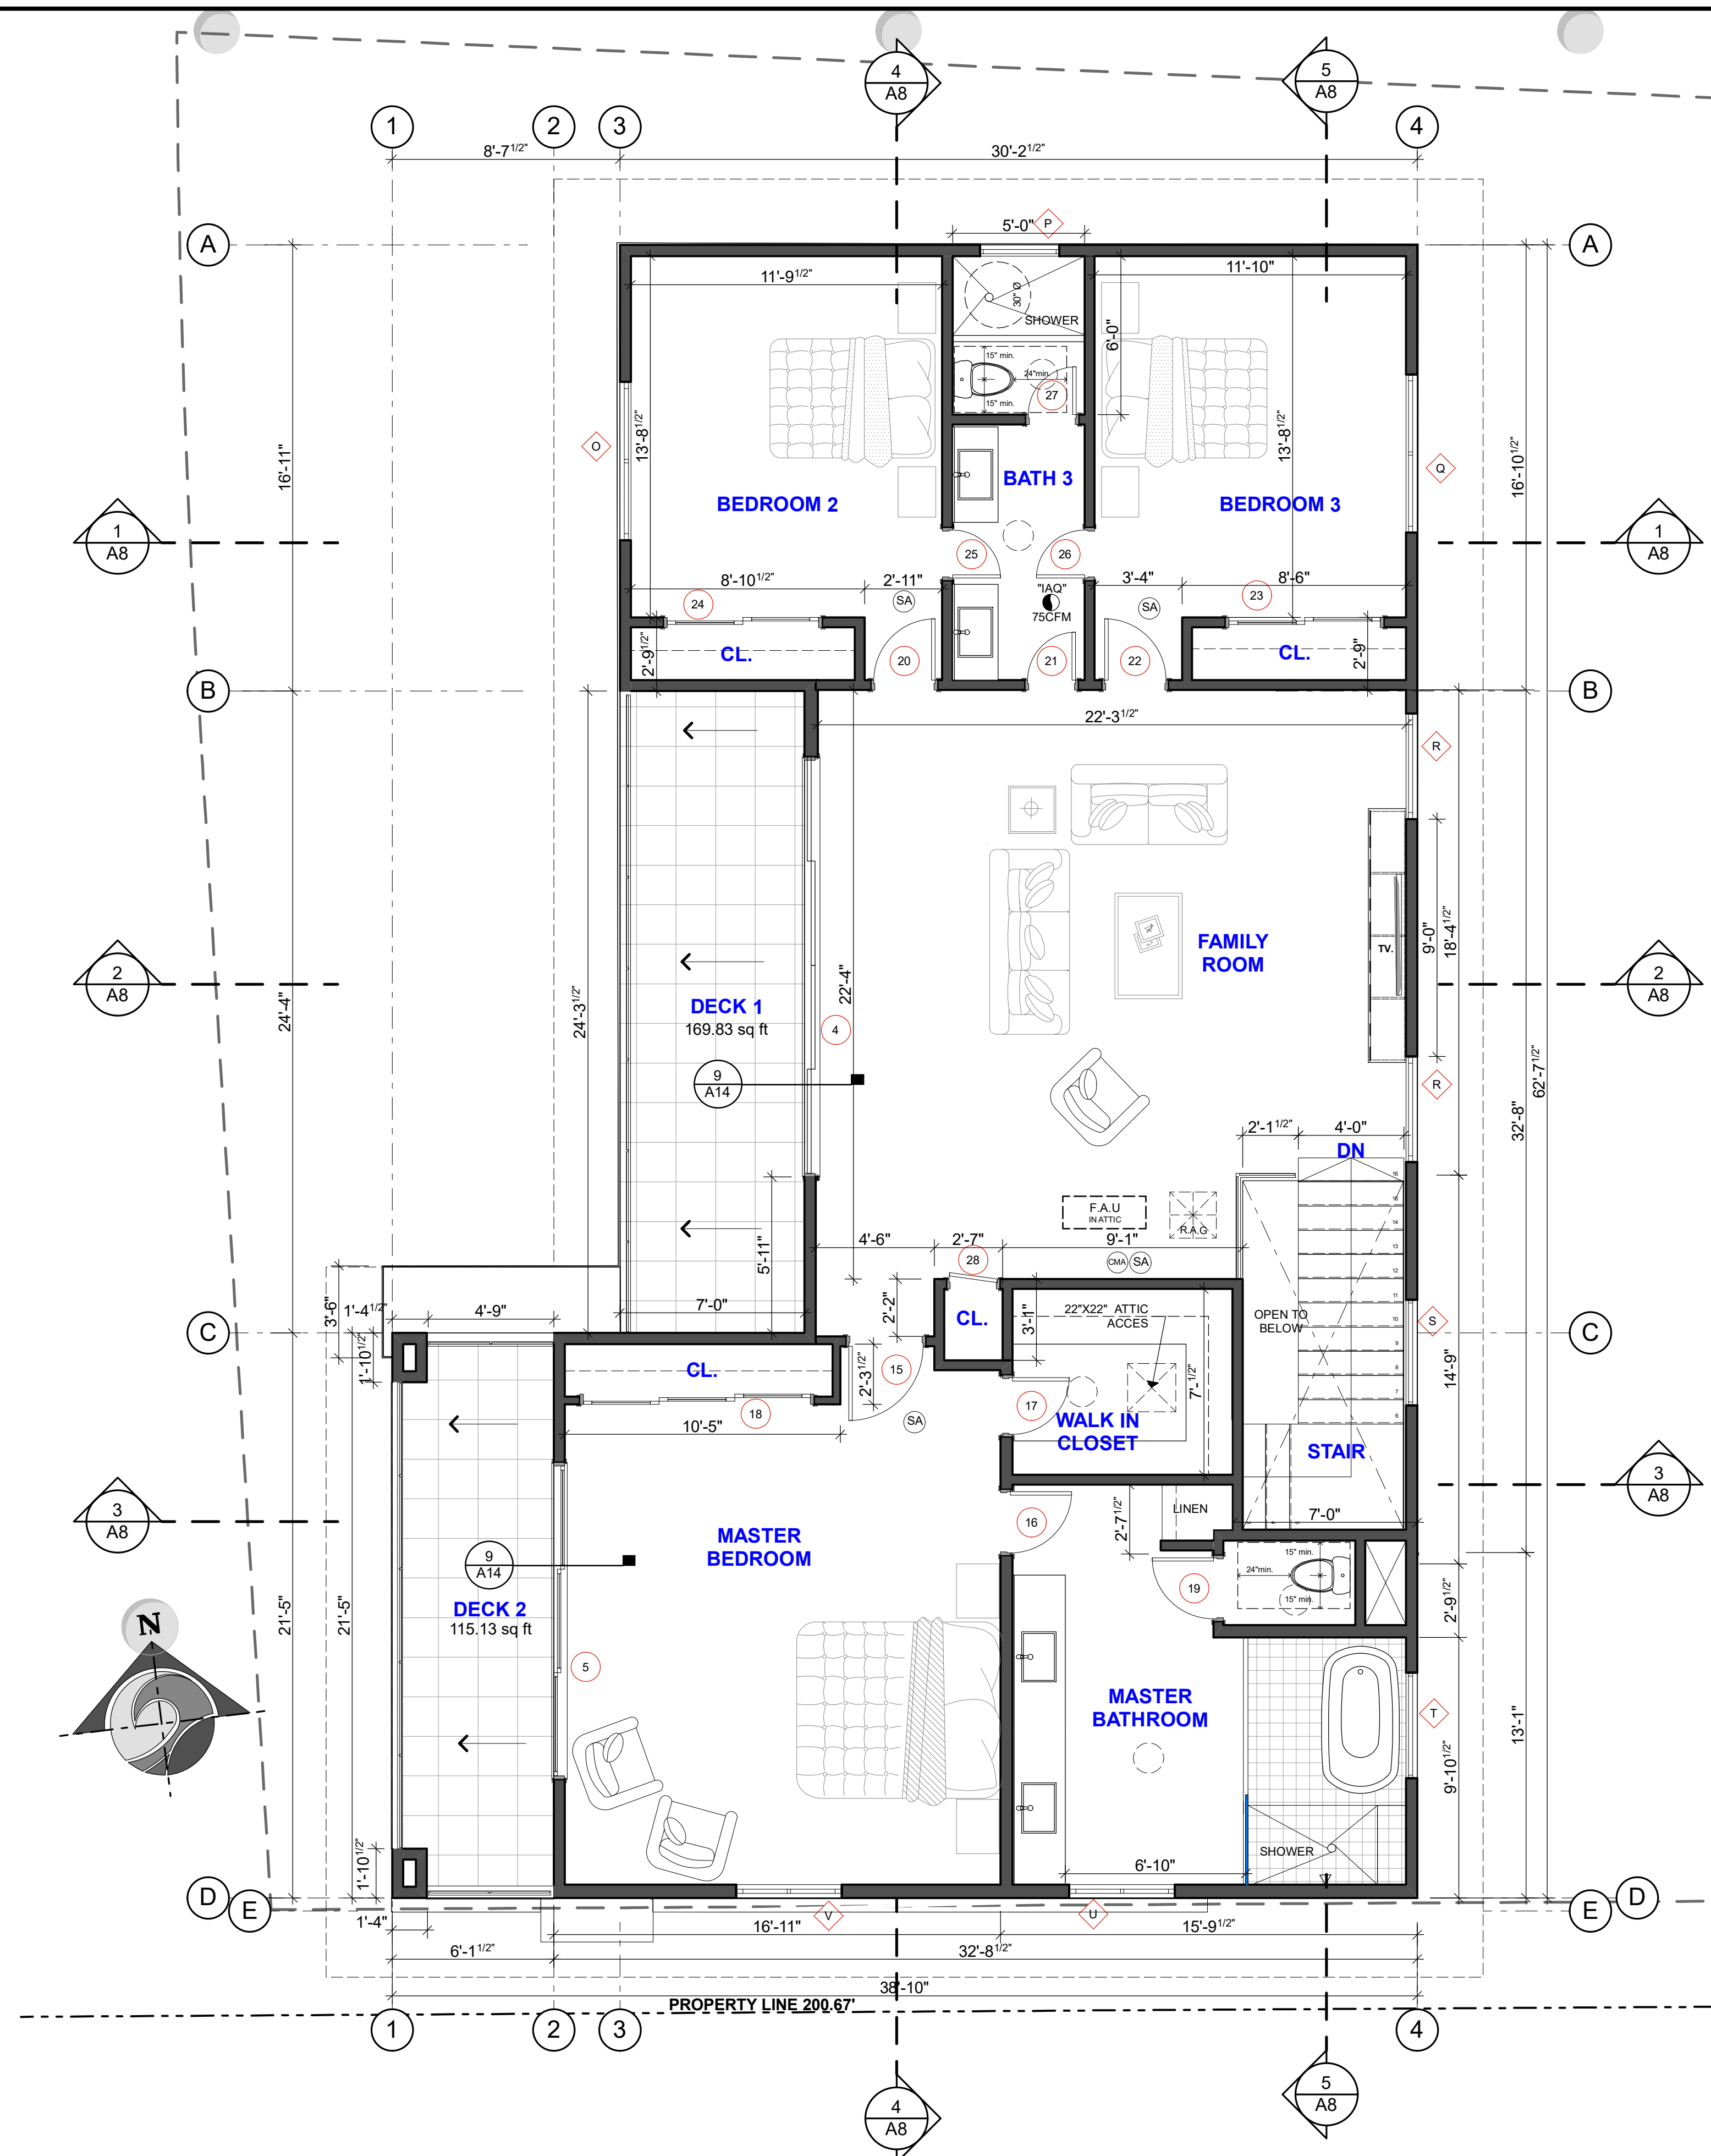 4
A8
5
A8
1
2
3
4
8'-7 1/2"
30'-2 1/2"
A
A
5'-0"
P
11'-9 1/2"
11'-10"
30" Ø
SHOWER
6'-0"
15" min.
24"min.
15" min.
27
O
13'-8 1/2"
13'-8 1/2"
Q
16'-11"
16'-10 1/2"
BATH 3
BEDROOM 2
BEDROOM 3
1
A8
1
A8
25
26
8'-10 1/2"
2'-11"
3'-4"
8'-6"
"IAQ"
75CFM
24
SA
SA
23
2'-9 1/2"
CL.
20
21
22
CL.
2'-9"
B
B
22'-3 1/2"
R
FAMILY
ROOM
TV.
9'-0"
18'-4 1/2"
2
A8
2
A8
24'-4"
24'-3 1/2"
22'-4"
DECK 1
169.83 sq ft
4
9
A14
R
62'-7 1/2"
32'-8"
2'-1 1/2"
4'-0"
DN
16
15
14
13
12
11
10
9
8
7
6
F.A.U
IN ATTIC
R.A.G
5'-11"
4'-6"
2'-7"
9'-1"
28
CMA
SA
3'-6"
1'-4 1/2"
4'-9"
7'-0"
2'-2"
22"X22" ATTIC
ACCES
OPEN TO
BELOW
S
CL.
3'-1"
C
C
1'-10 1/2"
CL.
2'-3 1/2"
15
7'- 1/2"
14'-9"
18
SA
17
10'-5"
WALK IN
CLOSET
STAIR
3
A8
3
A8
LINEN
2'-7 1/2"
7'-0"
16
MASTER
BEDROOM
9
A14
15" min.
24"min.
15" min.
19
2'-9 1/2"
N
DECK 2
115.13 sq ft
21'-5"
21'-5"
5
MASTER
BATHROOM
T
13'-1"
9'-10 1/2"
SHOWER
1'-10 1/2"
6'-10"
D
E
E
D
1'-4"
V
U
16'-11"
15'-9 1/2"
6'-1 1/2"
32'-8 1/2"
38'-10"
PROPERTY LINE 200.67'
1
2
3
4
4
A8
5
A8